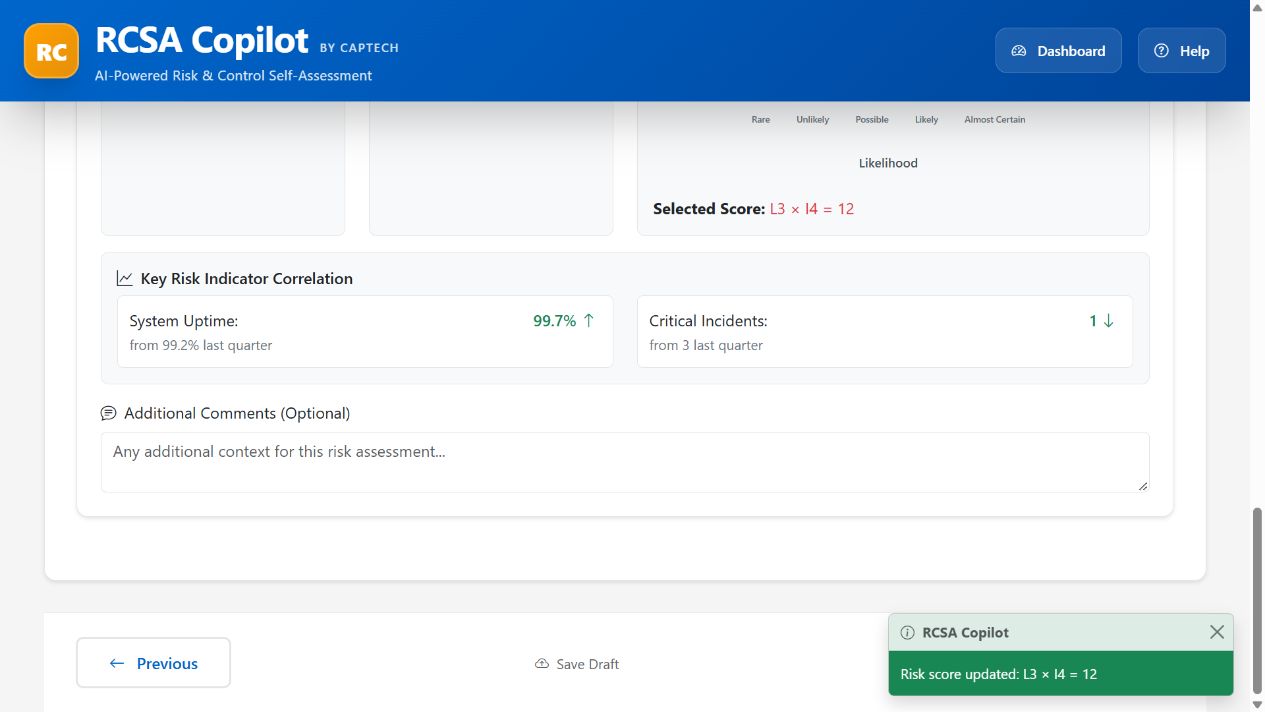 RC
RCSA Copilot BY CAPTECH
AI-Powered Risk & Control Self-Assessment
Dashboard
Help
Rare Unlikely Possible Likely Almost Certain
Likelihood
Selected Score: L3 × I4 = 12
Key Risk Indicator Correlation
System Uptime: 99.7% ↑
from 99.2% last quarter
Critical Incidents: 1 ↓
from 3 last quarter
Additional Comments (Optional)
Any additional context for this risk assessment...
← Previous
Save Draft
RCSA Copilot
Risk score updated: L3 × I4 = 12